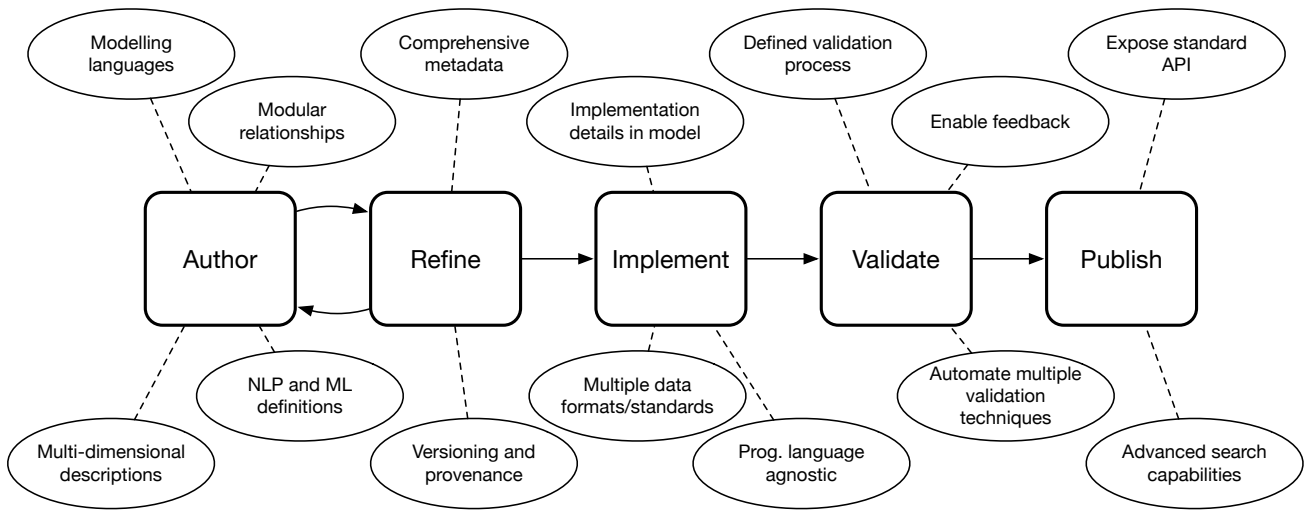 Modelling
languages
Modular
relationships
Comprehensive
metadata
Implementation
details in model
Defined validation
process
Enable feedback
Expose standard
API
Author
Refine
Implement
Validate
Publish
Multi-dimensional
descriptions
NLP and ML
definitions
Versioning and
provenance
Multiple data
formats/standards
Prog. language
agnostic
Automate multiple
validation
techniques
Advanced search
capabilities